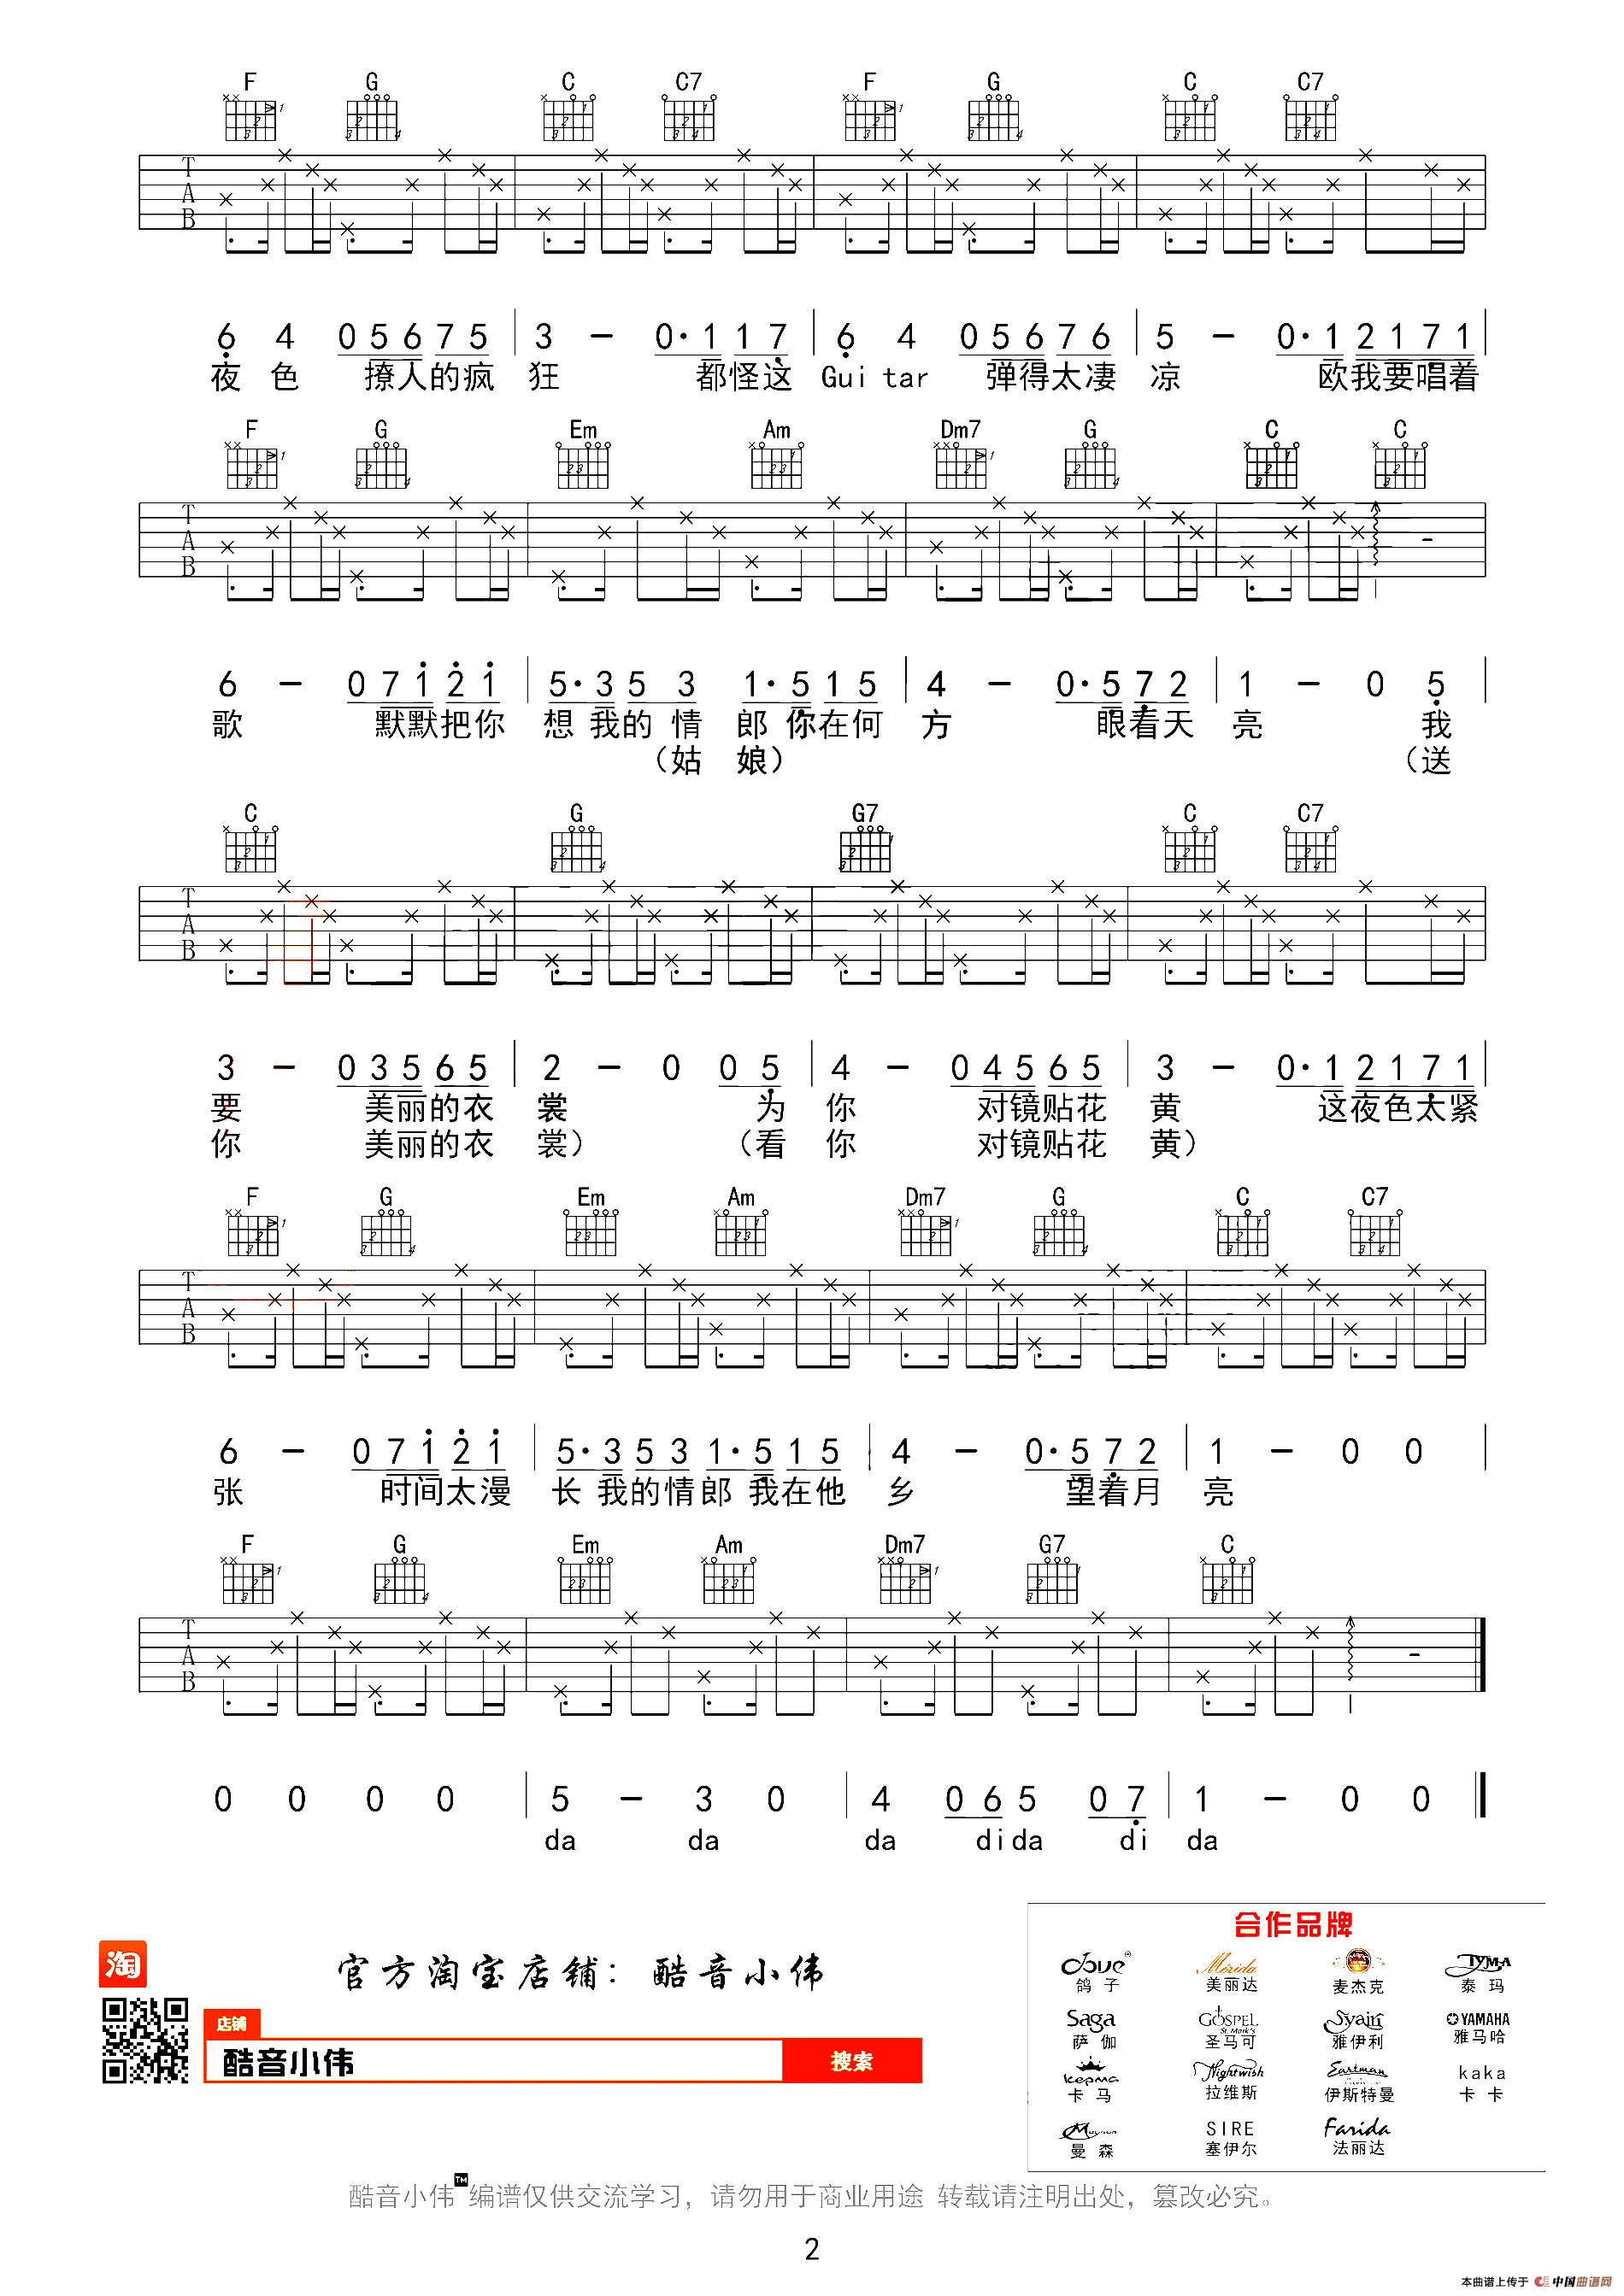 F G C C7 F G C C7
T
A
B
6 4 0 5 6 7 5 3 - 0· 1 1 7 6 4 0 5 6 7 6 5 - 0· 1 2 1 7 1
夜 色 撩人的疯 狂 都怪这 Gui tar 弹得太凄 凉 欧我要唱着
F G Em Am Dm7 G C C
T
A
B
6 - 0 7 1 2 1 5· 3 5 3 1· 5 1 5 4 - 0· 5 7 2 1 - 0 5
歌 默默把你 想 我的 情 郎 你在何 方 眼看天 亮 我
(姑 娘) (送
C G G7 C C7
T
A
B
3 - 0 3 5 6 5 2 - 0 0 5 4 - 0 4 5 6 5 3 - 0· 1 2 1 7 1
要 美丽的衣 裳 为 你 对镜贴花 黄 这夜色太紧
你 美丽的衣 裳) (看 你 对镜贴花 黄)
F G Em Am Dm7 G C C7
T
A
B
6 - 0 7 1 2 1 5· 3 5 3 1· 5 1 5 4 - 0· 5 7 2 1 - 0 0
张 时间太漫 长 我的情郎 我在他 乡 望着月 亮
F G Em Am Dm7 G7 C
T
A
B
0 0 0 0 5 - 3 0 4 0 6 5 0 7 1 - 0 0
da da da di da di da
合作品牌
淘 官方淘宝店铺：酷音小伟
Dove Merida TYMA
鸽 子 美丽达 麦杰克 泰 玛
店铺
Saga GOSPEL St Mark's Syairi YAMAHA
萨 伽 圣马可 雅伊利 雅马哈
酷音小伟 搜索
Kepma Nightwish Eastman kaka
卡 马 拉维斯 伊斯特曼 卡 卡
SIRE Farida
曼 森 塞伊尔 法丽达
酷音小伟TM编谱仅供交流学习，请勿用于商业用途 转载请注明出处，篡改必究。
2
本曲谱上传于 中国曲谱网